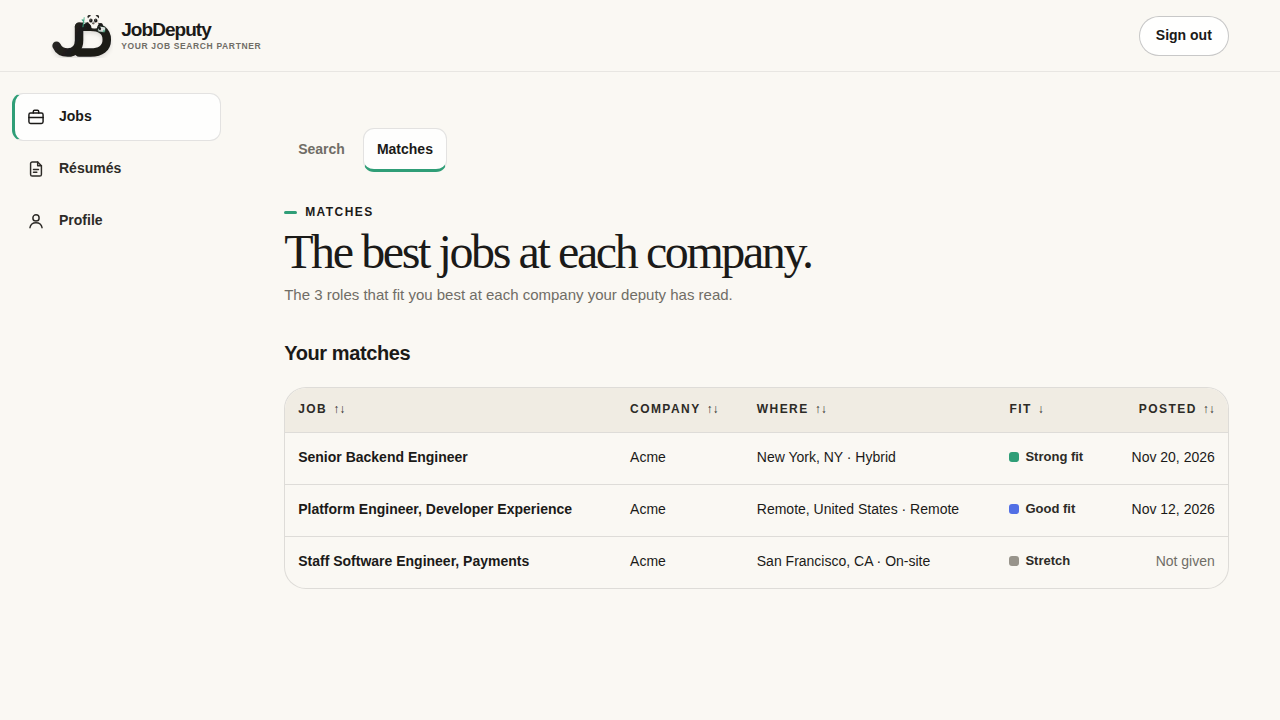 JobDeputy
YOUR JOB SEARCH PARTNER
Sign out
Jobs
Résumés
Profile
Search
Matches
MATCHES
The best jobs at each company.
The 3 roles that fit you best at each company your deputy has read.
Your matches
JOB ↑↓ COMPANY ↑↓ WHERE ↑↓ FIT ↓ POSTED ↑↓
Senior Backend Engineer Acme New York, NY · Hybrid Strong fit Nov 20, 2026
Platform Engineer, Developer Experience Acme Remote, United States · Remote Good fit Nov 12, 2026
Staff Software Engineer, Payments Acme San Francisco, CA · On-site Stretch Not given